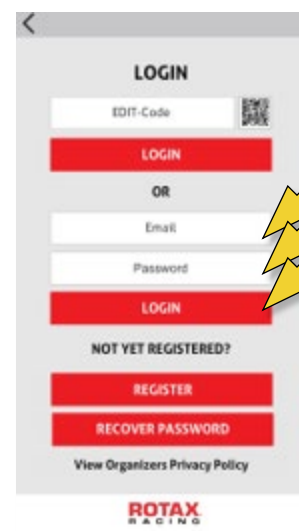 LOGIN
EDIT-Code
LOGIN
OR
Email
Password
LOGIN
NOT YET REGISTERED?
REGISTER
RECOVER PASSWORD
View Organizers Privacy Policy
ROTAX
RACING